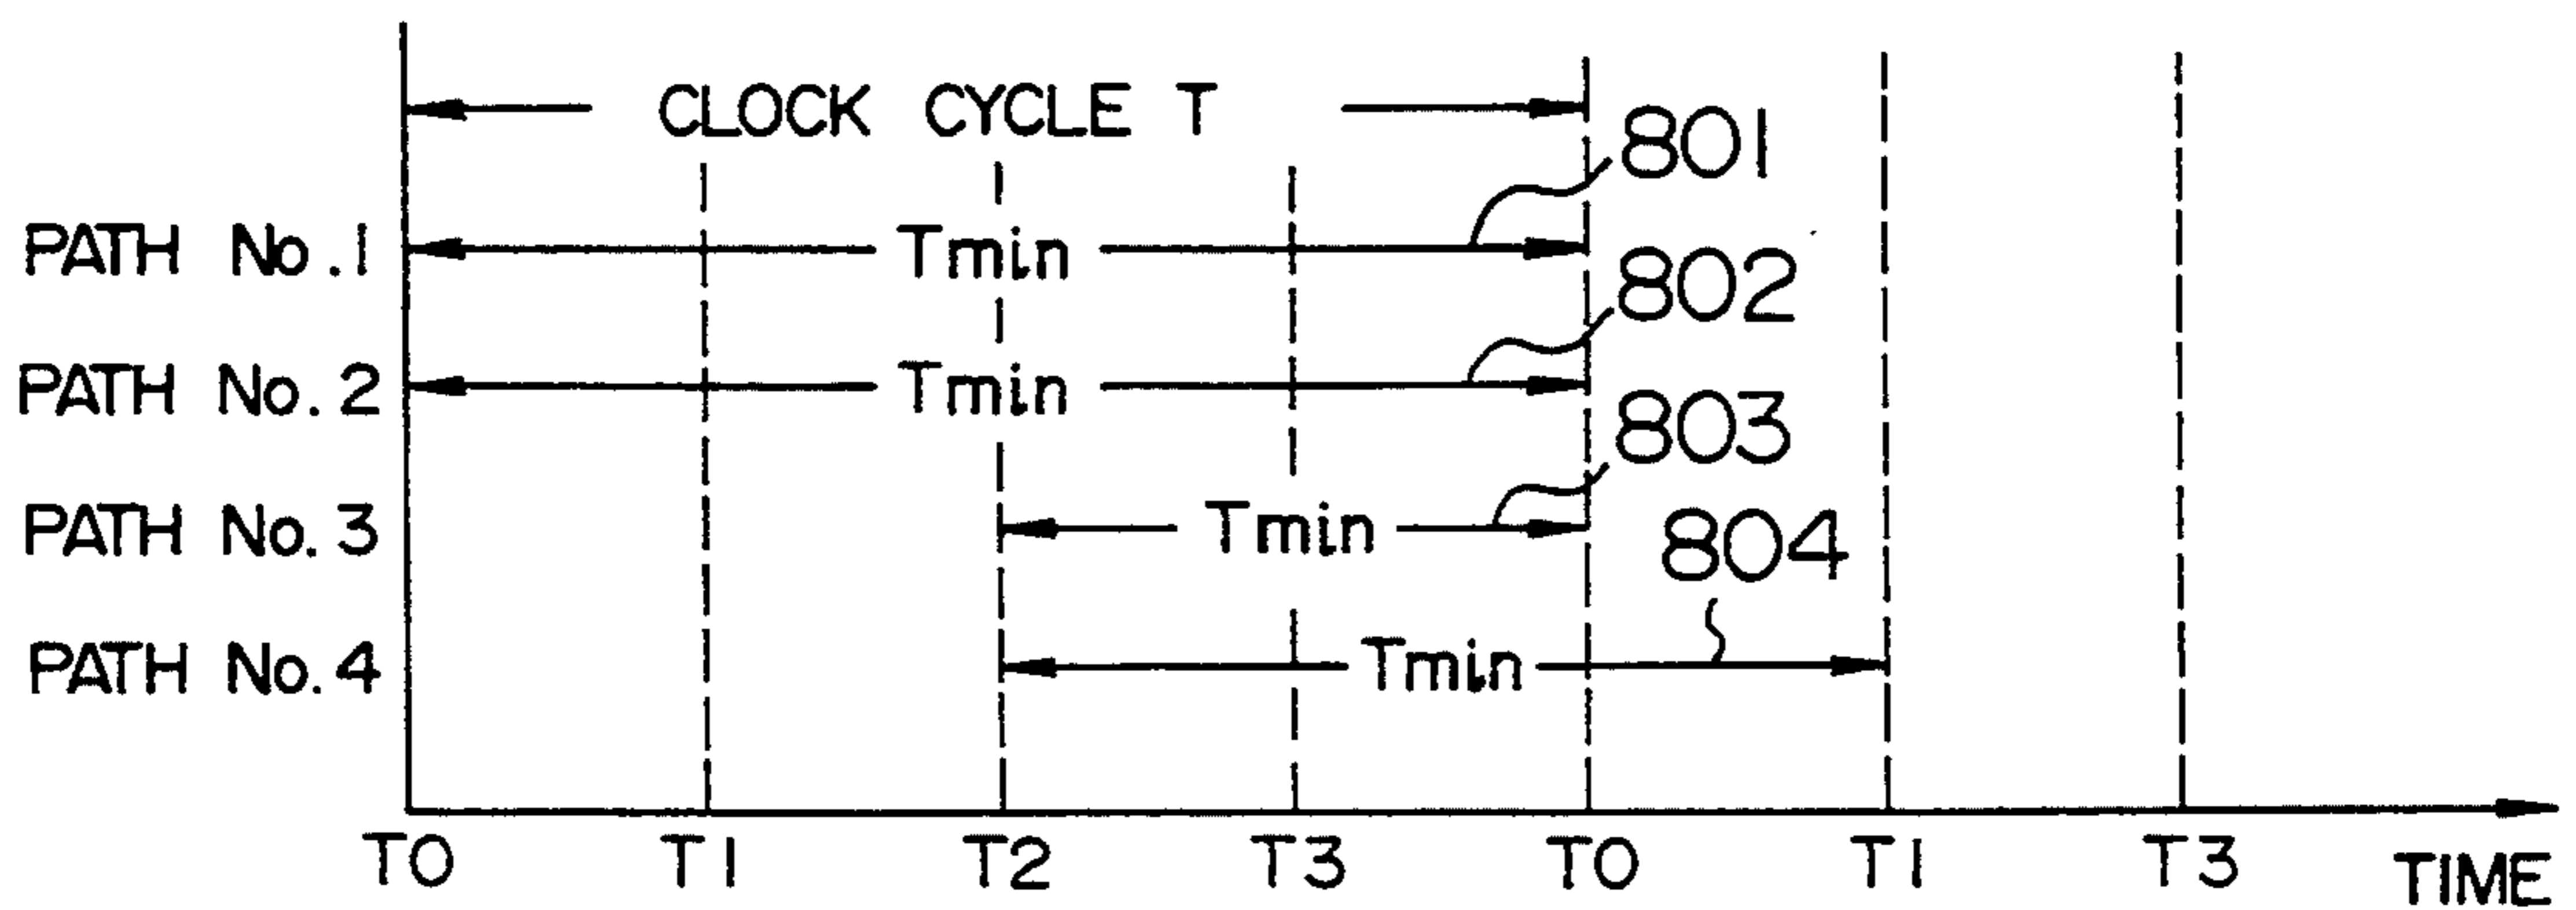 CLOCK CYCLE T
801
PATH No.1 Tmin
802
PATH No.2 Tmin
803
PATH No.3 Tmin
804
PATH No.4 Tmin
T0 T1 T2 T3 T0 T1 T3 TIME